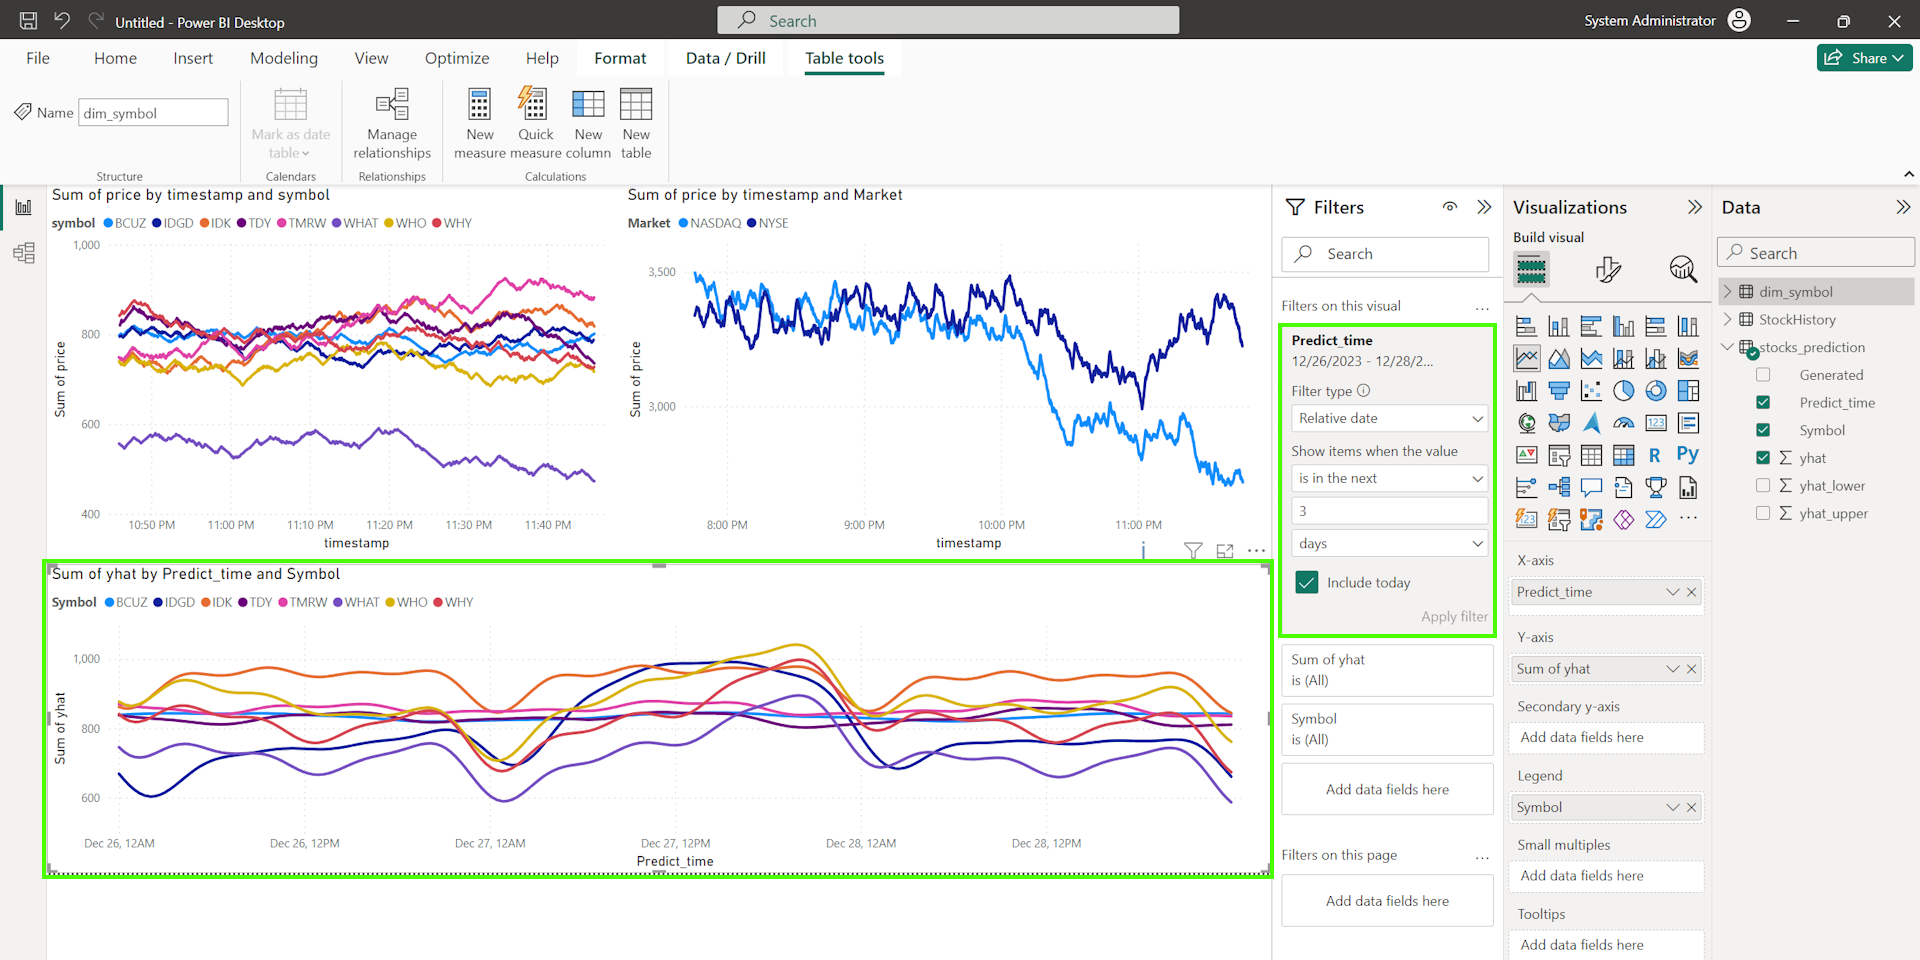 Untitled - Power BI Desktop
Search
System Administrator
File Home Insert Modeling View Optimize Help Format Data / Drill Table tools
Share
Name dim_symbol
Mark as date table
Manage relationships
New measure
Quick measure
New column
New table
Structure
Calendars
Relationships
Calculations
Sum of price by timestamp and symbol
symbol BCUZ IDGD IDK TDY TMRW WHAT WHO WHY
1,000
800
600
400
Sum of price
10:50 PM 11:00 PM 11:10 PM 11:20 PM 11:30 PM 11:40 PM
timestamp
Sum of price by timestamp and Market
Market NASDAQ NYSE
3,500
3,000
Sum of price
8:00 PM 9:00 PM 10:00 PM 11:00 PM
timestamp
Sum of yhat by Predict_time and Symbol
Symbol BCUZ IDGD IDK TDY TMRW WHAT WHO WHY
1,000
800
600
Sum of yhat
Dec 26, 12AM Dec 26, 12PM Dec 27, 12AM Dec 27, 12PM Dec 28, 12AM Dec 28, 12PM
Predict_time
Filters
Search
Filters on this visual ...
Predict_time
12/26/2023 - 12/28/2...
Filter type
Relative date
Show items when the value
is in the next
3
days
Include today
Apply filter
Sum of yhat
is (All)
Symbol
is (All)
Add data fields here
Filters on this page ...
Add data fields here
Visualizations
Build visual
123
R
Py
123
...
X-axis
Predict_time
Y-axis
Sum of yhat
Secondary y-axis
Add data fields here
Legend
Symbol
Small multiples
Add data fields here
Tooltips
Add data fields here
Data
Search
dim_symbol
StockHistory
stocks_prediction
Generated
Predict_time
Symbol
Σ yhat
Σ yhat_lower
Σ yhat_upper